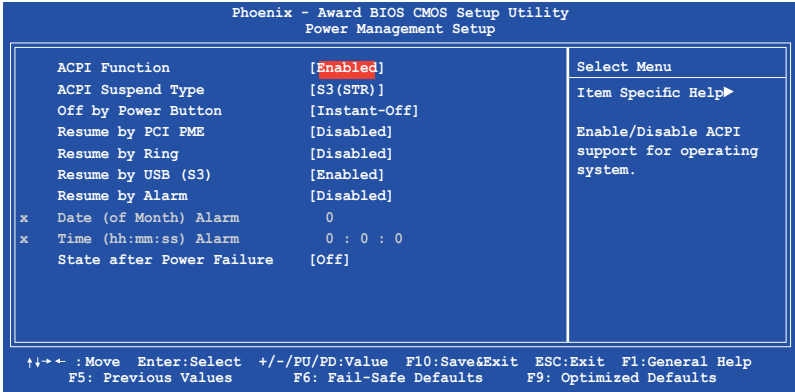 Phoenix - Award BIOS CMOS Setup Utility
Power Management Setup
ACPI Function [Enabled]
ACPI Suspend Type [S3(STR)]
Off by Power Button [Instant-Off]
Resume by PCI PME [Disabled]
Resume by Ring [Disabled]
Resume by USB (S3) [Enabled]
Resume by Alarm [Disabled]
x Date (of Month) Alarm 0
x Time (hh:mm:ss) Alarm 0 : 0 : 0
State after Power Failure [Off]
Select Menu
Item Specific Help▶
Enable/Disable ACPI
support for operating
system.
↑↓→← :Move Enter:Select +/-/PU/PD:Value F10:Save&Exit ESC:Exit F1:General Help
F5: Previous Values F6: Fail-Safe Defaults F9: Optimized Defaults